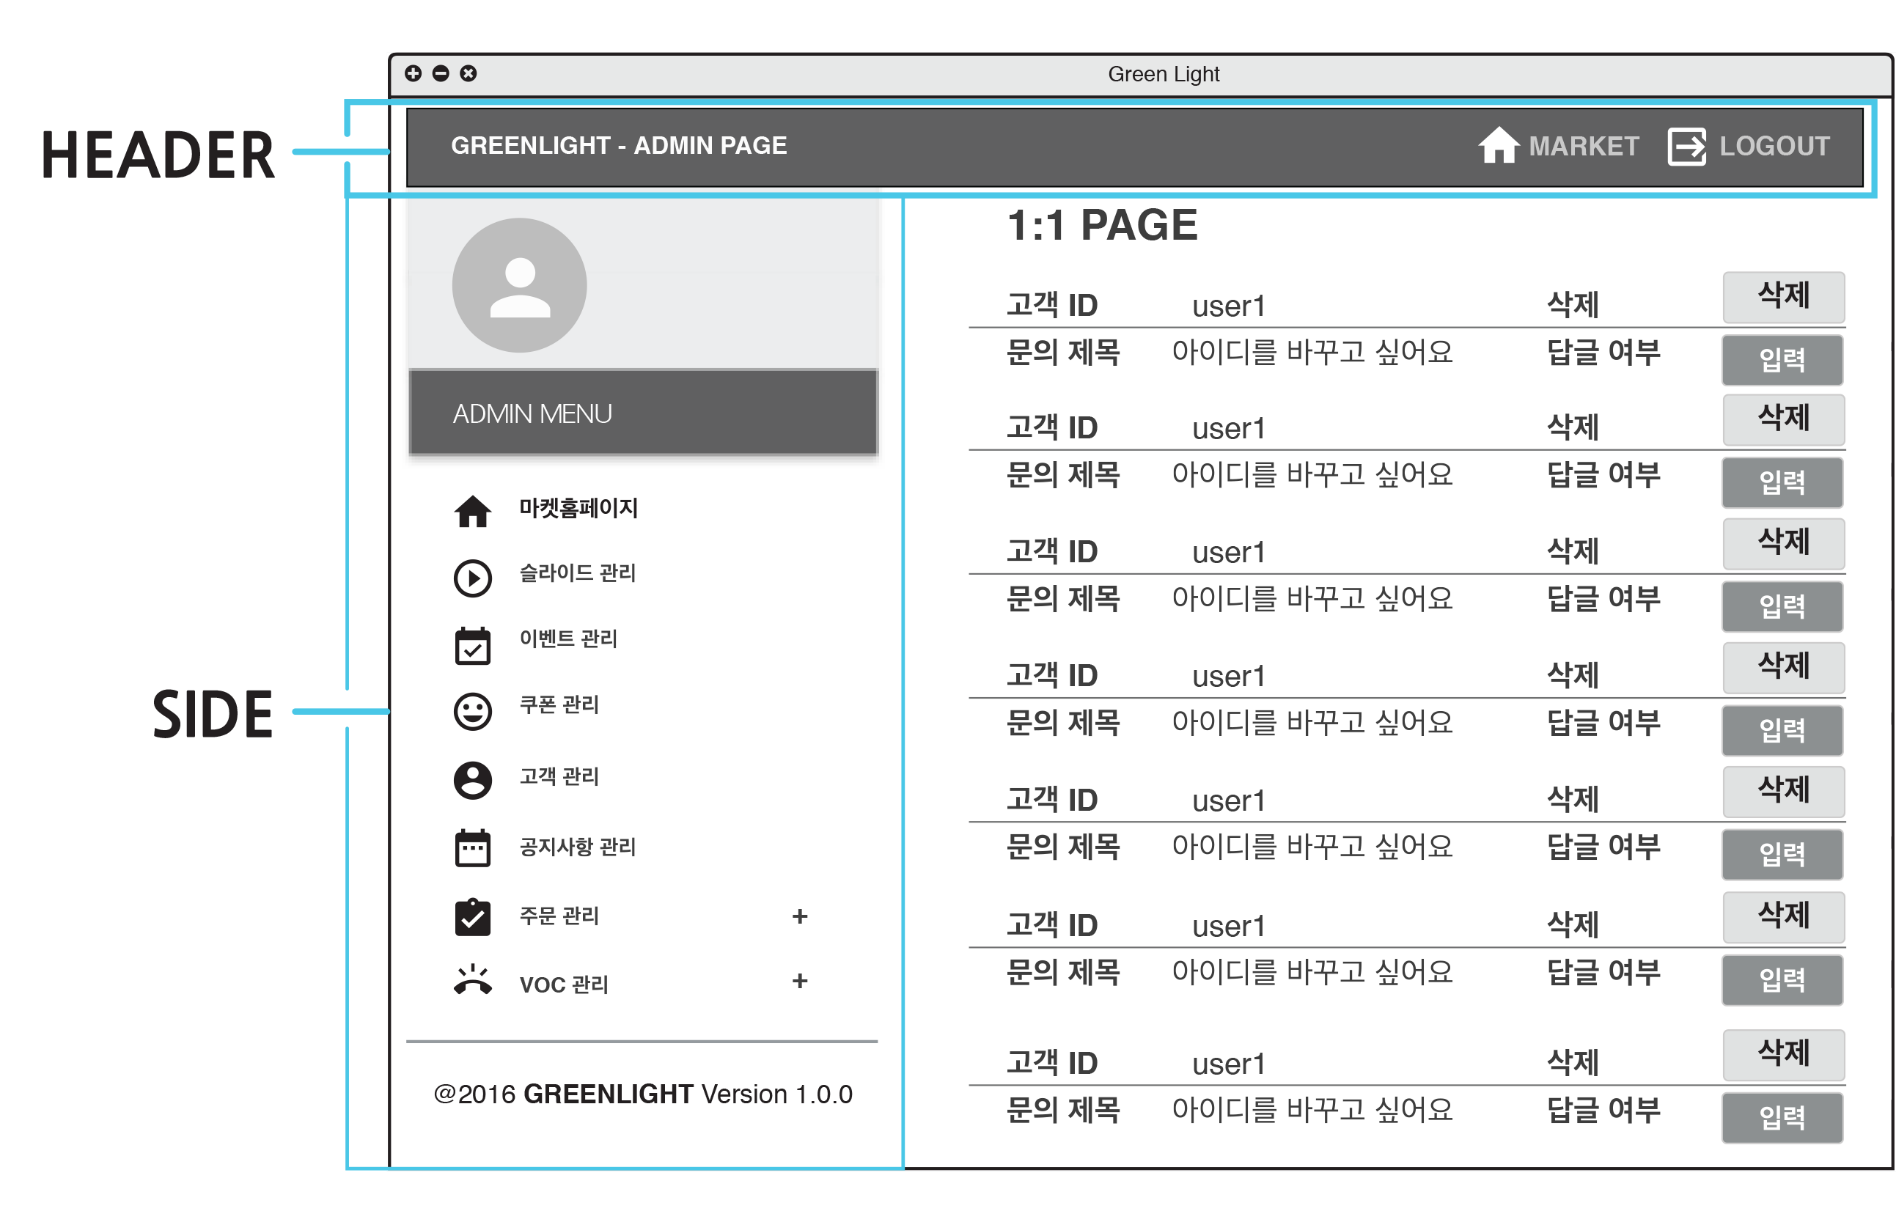 Green Light
HEADER
GREENLIGHT - ADMIN PAGE MARKET LOGOUT
SIDE
ADMIN MENU
마켓홈페이지
슬라이드 관리
이벤트 관리
쿠폰 관리
고객 관리
공지사항 관리
주문 관리 +
VOC 관리 +
@2016 GREENLIGHT Version 1.0.0
1:1 PAGE
고객 ID user1 삭제 삭제
문의 제목 아이디를 바꾸고 싶어요 답글 여부 입력
고객 ID user1 삭제 삭제
문의 제목 아이디를 바꾸고 싶어요 답글 여부 입력
고객 ID user1 삭제 삭제
문의 제목 아이디를 바꾸고 싶어요 답글 여부 입력
고객 ID user1 삭제 삭제
문의 제목 아이디를 바꾸고 싶어요 답글 여부 입력
고객 ID user1 삭제 삭제
문의 제목 아이디를 바꾸고 싶어요 답글 여부 입력
고객 ID user1 삭제 삭제
문의 제목 아이디를 바꾸고 싶어요 답글 여부 입력
고객 ID user1 삭제 삭제
문의 제목 아이디를 바꾸고 싶어요 답글 여부 입력